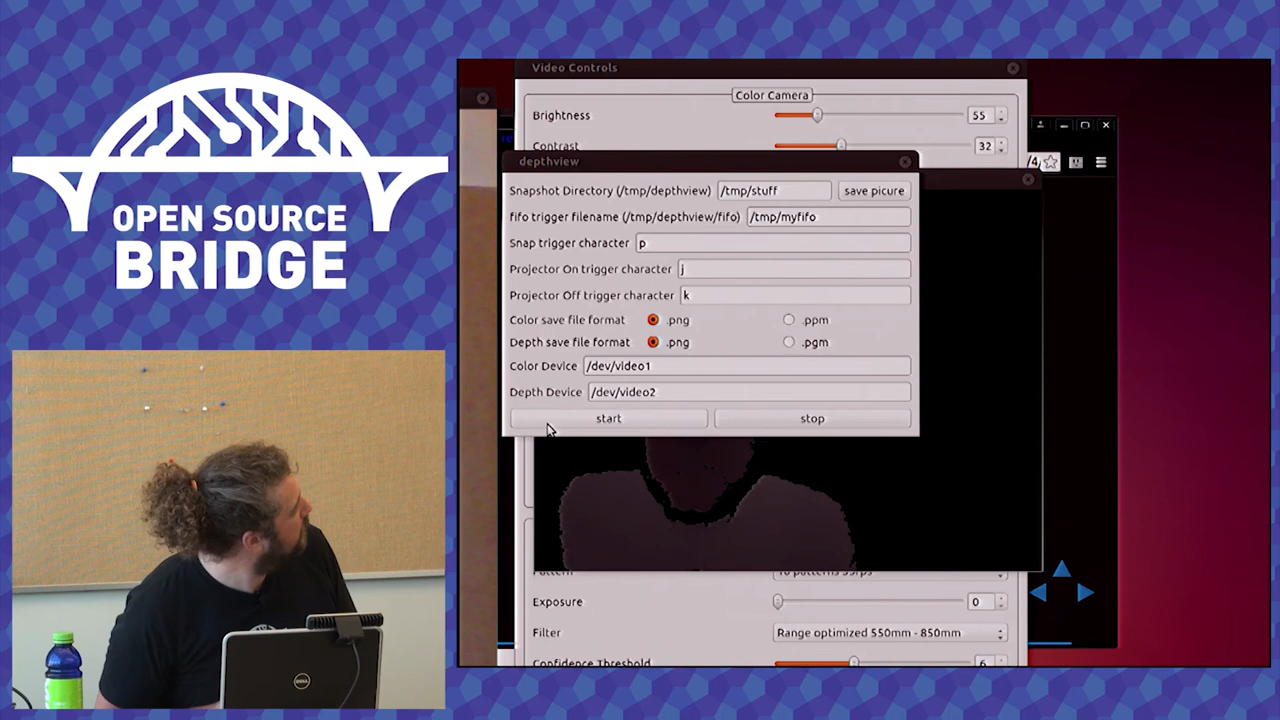 OPEN SOURCE
BRIDGE
DELL
Video Controls
Color Camera
Brightness 55
Contrast 32
/4/
depthview
Snapshot Directory (/tmp/depthview) /tmp/stuff save picure
fifo trigger filename (/tmp/depthview/fifo) /tmp/myfifo
Snap trigger character p
Projector On trigger character j
Projector Off trigger character k
Color save file format .png .ppm
Depth save file format .png .pgm
Color Device /dev/video1
Depth Device /dev/video2
start stop
Exposure 0
Filter Range optimized 550mm - 850mm
Confidence Threshold 6